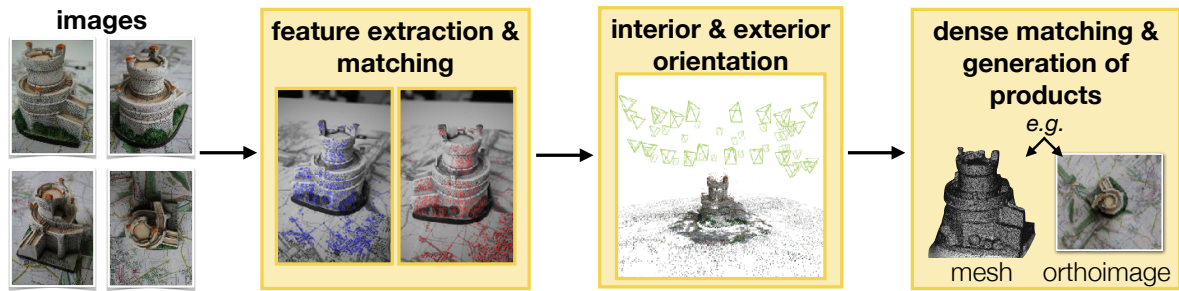 images
feature extraction &
matching
interior & exterior
orientation
dense matching &
generation of
products
e.g.
mesh
orthoimage